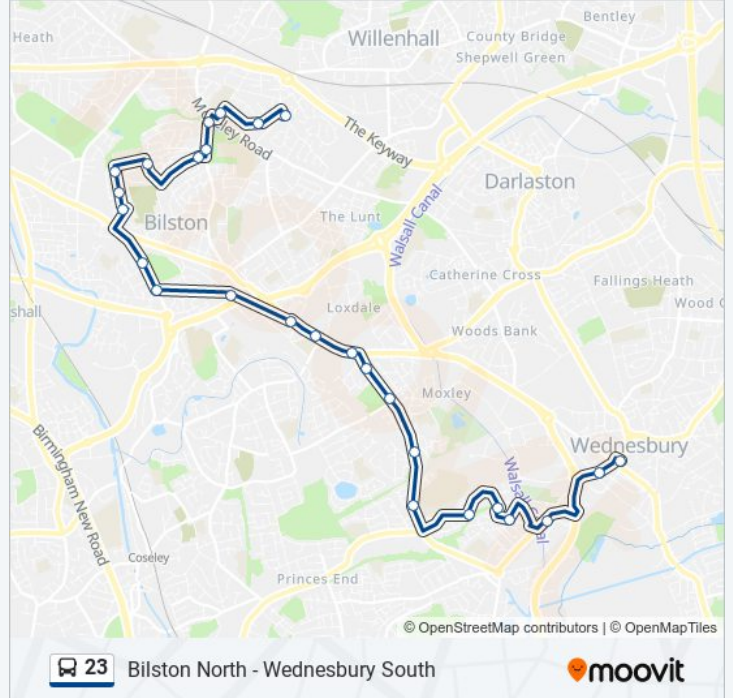 Heath
Willenhall
Bentley
County Bridge
Shepwell Green
Moseley Road
The Keyway
Darlaston
Bilston
The Lunt
Walsall Canal
Catherine Cross
Fallings Heath
Wood G
shall
Loxdale
Woods Bank
Moxley
Birmingham New Road
Wednesbury
Walsall Canal
Coseley
Princes End
© OpenStreetMap contributors | © OpenMapTiles
23 Bilston North - Wednesbury South
moovit